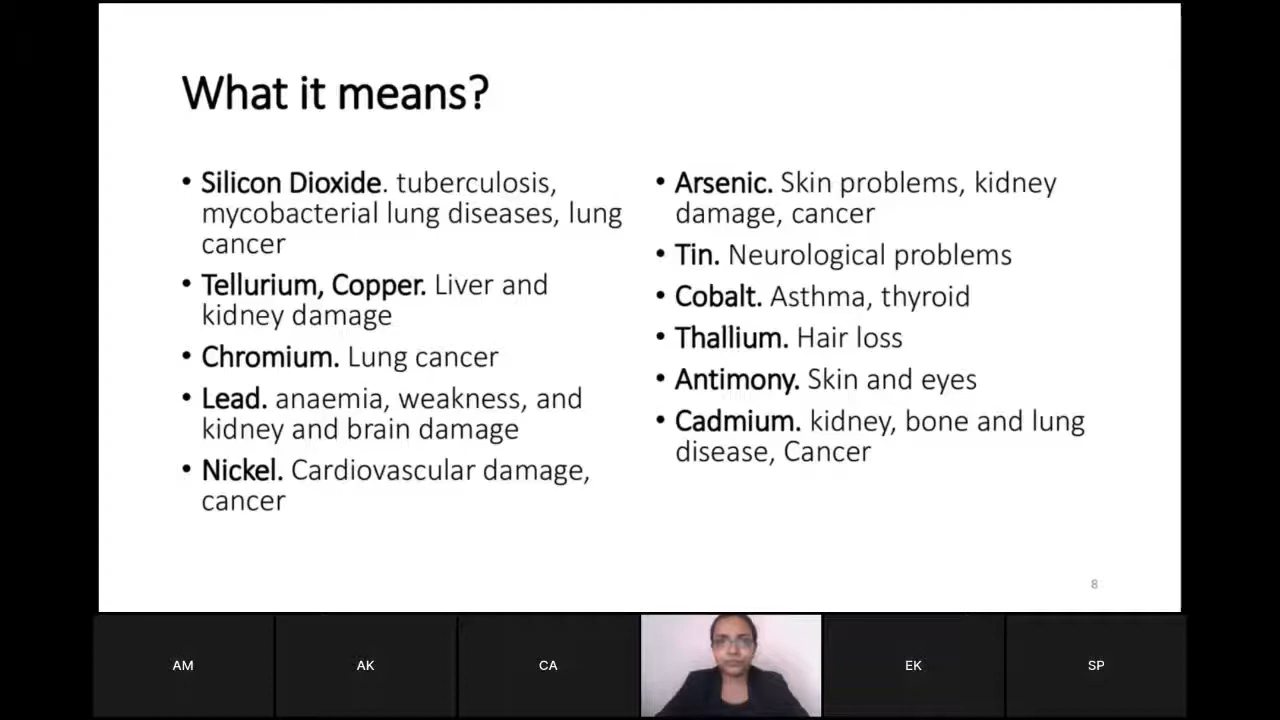 What it means?
• Silicon Dioxide. tuberculosis,
mycobacterial lung diseases, lung
cancer
• Tellurium, Copper. Liver and
kidney damage
• Chromium. Lung cancer
• Lead. anaemia, weakness, and
kidney and brain damage
• Nickel. Cardiovascular damage,
cancer
• Arsenic. Skin problems, kidney
damage, cancer
• Tin. Neurological problems
• Cobalt. Asthma, thyroid
• Thallium. Hair loss
• Antimony. Skin and eyes
• Cadmium. kidney, bone and lung
disease, Cancer
8
AM
AK
CA
EK
SP